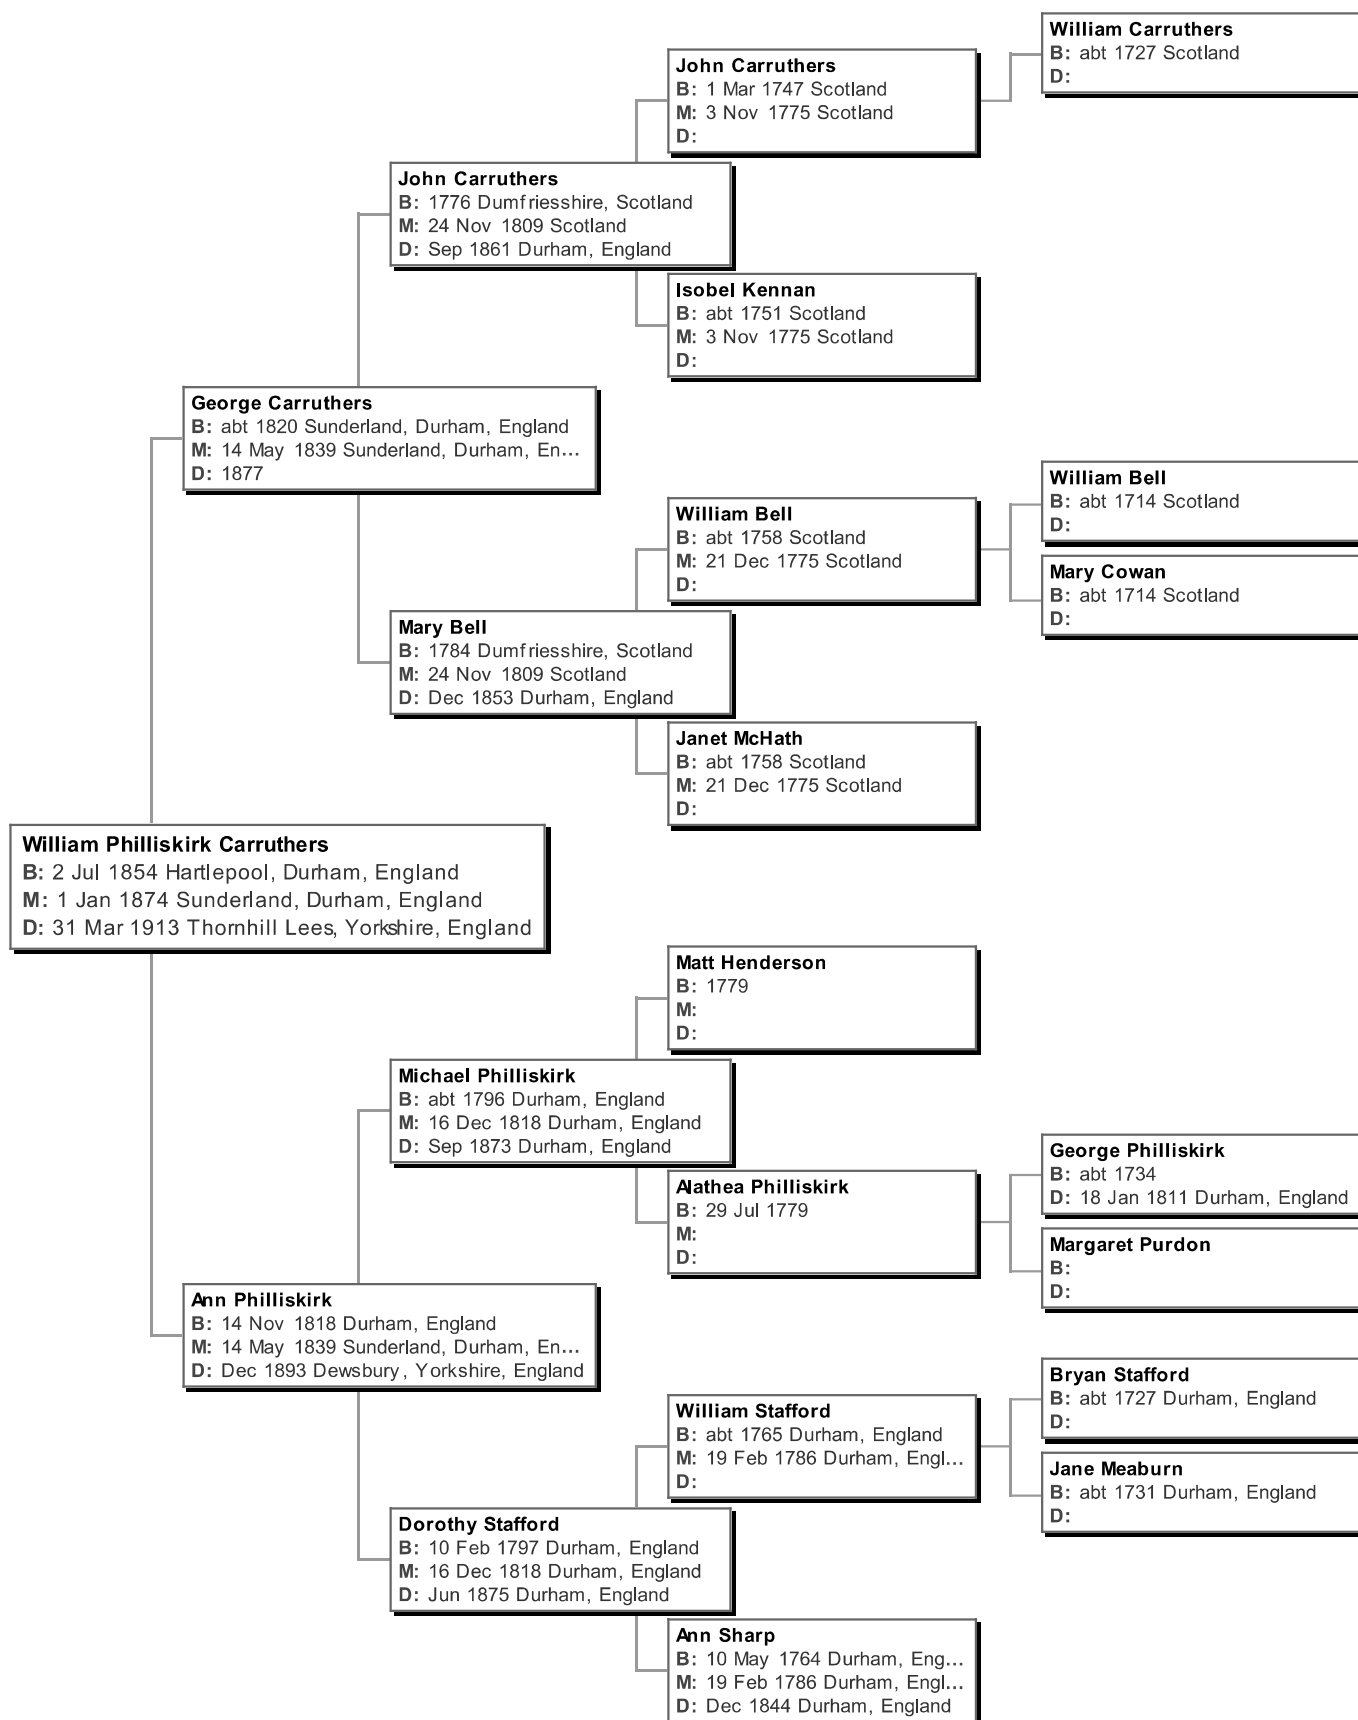 William Carruthers
B: abt 1727 Scotland
D:
John Carruthers
B: 1 Mar 1747 Scotland
M: 3 Nov 1775 Scotland
D:
John Carruthers
B: 1776 Dumfriesshire, Scotland
M: 24 Nov 1809 Scotland
D: Sep 1861 Durham, England
Isobel Kennan
B: abt 1751 Scotland
M: 3 Nov 1775 Scotland
D:
George Carruthers
B: abt 1820 Sunderland, Durham, England
M: 14 May 1839 Sunderland, Durham, En...
D: 1877
William Bell
B: abt 1714 Scotland
D:
William Bell
B: abt 1758 Scotland
M: 21 Dec 1775 Scotland
D:
Mary Cowan
B: abt 1714 Scotland
D:
Mary Bell
B: 1784 Dumfriesshire, Scotland
M: 24 Nov 1809 Scotland
D: Dec 1853 Durham, England
Janet McHath
B: abt 1758 Scotland
M: 21 Dec 1775 Scotland
D:
William Philliskirk Carruthers
B: 2 Jul 1854 Hartlepool, Durham, England
M: 1 Jan 1874 Sunderland, Durham, England
D: 31 Mar 1913 Thornhill Lees, Yorkshire, England
Matt Henderson
B: 1779
M:
D:
Michael Philliskirk
B: abt 1796 Durham, England
M: 16 Dec 1818 Durham, England
D: Sep 1873 Durham, England
George Philliskirk
B: abt 1734
D: 18 Jan 1811 Durham, England
Alathea Philliskirk
B: 29 Jul 1779
M:
D:
Margaret Purdon
B:
D:
Ann Philliskirk
B: 14 Nov 1818 Durham, England
M: 14 May 1839 Sunderland, Durham, En...
D: Dec 1893 Dewsbury, Yorkshire, England
Bryan Stafford
B: abt 1727 Durham, England
D:
William Stafford
B: abt 1765 Durham, England
M: 19 Feb 1786 Durham, Engl...
D:
Jane Meaburn
B: abt 1731 Durham, England
D:
Dorothy Stafford
B: 10 Feb 1797 Durham, England
M: 16 Dec 1818 Durham, England
D: Jun 1875 Durham, England
Ann Sharp
B: 10 May 1764 Durham, Eng...
M: 19 Feb 1786 Durham, Engl...
D: Dec 1844 Durham, England